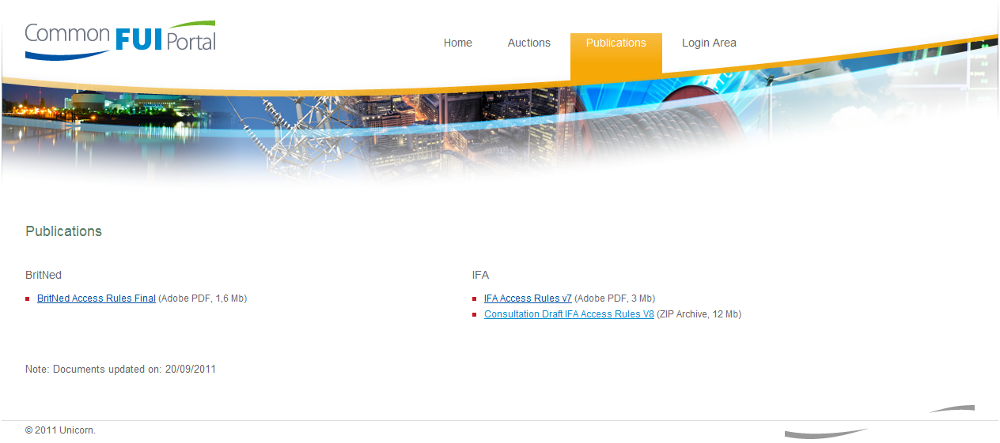 Common FUI Portal
Home Auctions Publications Login Area
Publications
BritNed
BritNed Access Rules Final (Adobe PDF, 1,6 Mb)
IFA
IFA Access Rules v7 (Adobe PDF, 3 Mb)
Consultation Draft IFA Access Rules V8 (ZIP Archive, 12 Mb)
Note: Documents updated on: 20/09/2011
© 2011 Unicorn.